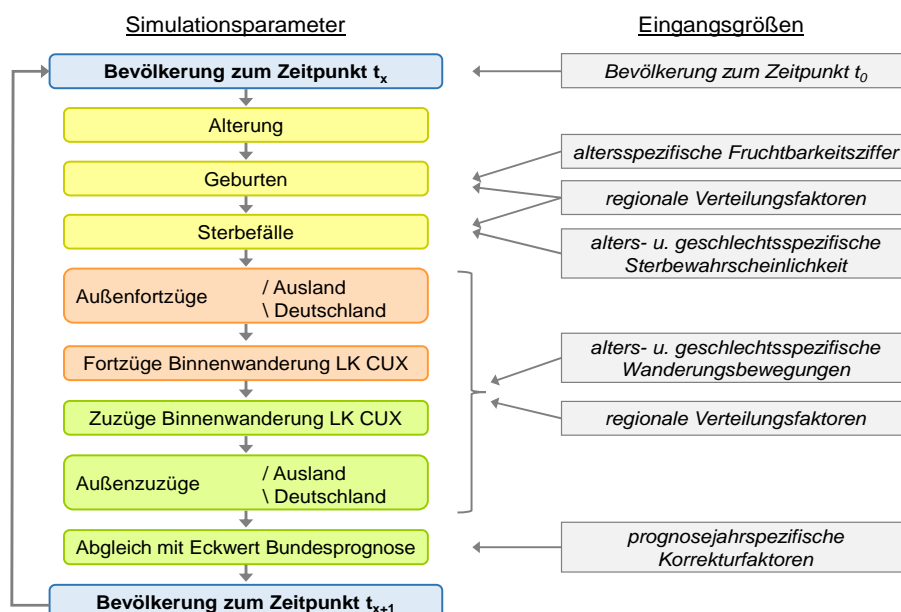 Simulationsparameter
Bevölkerung zum Zeitpunkt tx
Alterung
Geburten
Sterbefälle
Außenfortzüge / Ausland
\ Deutschland
Fortzüge Binnenwanderung LK CUX
Zuzüge Binnenwanderung LK CUX
Außenzuzüge / Ausland
\ Deutschland
Abgleich mit Eckwert Bundesprognose
Bevölkerung zum Zeitpunkt tx+1
Eingangsgrößen
Bevölkerung zum Zeitpunkt t0
altersspezifische Fruchtbarkeitsziffer
regionale Verteilungsfaktoren
alters- u. geschlechtsspezifische
Sterbewahrscheinlichkeit
alters- u. geschlechtsspezifische
Wanderungsbewegungen
regionale Verteilungsfaktoren
prognosejahrspezifische
Korrekturfaktoren